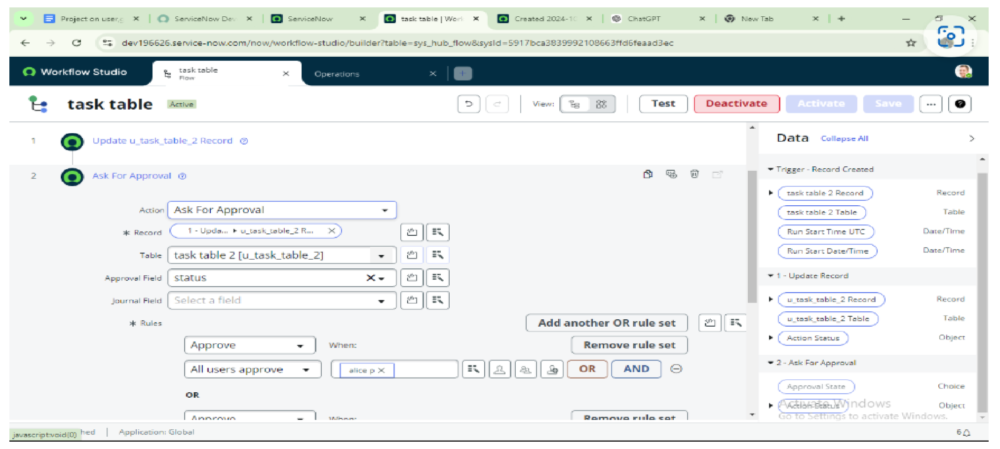 Project on user,g
ServiceNow Dev
ServiceNow
task table | Work
Created 2024-10
ChatGPT
New Tab
dev196626.service-now.com/now/workflow-studio/builder?table=sys_hub_flow&sysId=5917bca3839992108663ffd6feaad3ec
Workflow Studio
task table
Flow
Operations
task table
Active
View:
Test
Deactivate
Activate
Save
1
Update u_task_table_2 Record
2
Ask For Approval
Action
Ask For Approval
* Record
1 - Upda... ▸ u_task_table_2 R...
Table
task table 2 [u_task_table_2]
Approval Field
status
Journal Field
Select a field
* Rules
Add another OR rule set
Approve
When:
Remove rule set
All users approve
alice p
OR
AND
OR
Approve
When:
Remove rule set
Data
Collapse All
Trigger - Record Created
task table 2 Record
Record
task table 2 Table
Table
Run Start Time UTC
Date/Time
Run Start Date/Time
Date/Time
1 - Update Record
u_task_table_2 Record
Record
u_task_table_2 Table
Table
Action Status
Object
2 - Ask For Approval
Approval State
Choice
Action Status
Object
Activate Windows
Go to Settings to activate Windows.
javascript:void(0)
hed
Application: Global
6